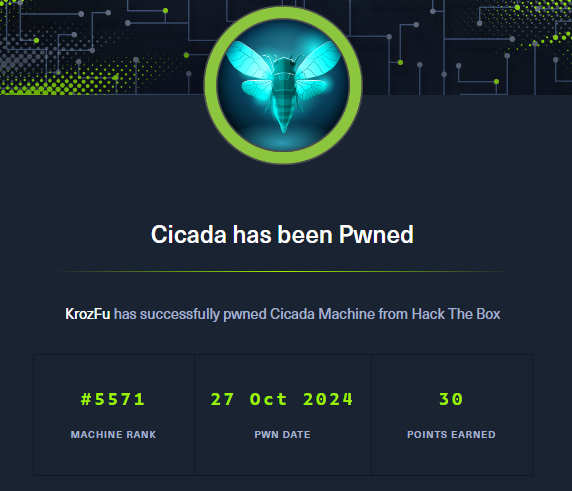 Cicada has been Pwned
KrozFu has successfully pwned Cicada Machine from Hack The Box
#5571
27 Oct 2024
30
MACHINE RANK
PWN DATE
POINTS EARNED